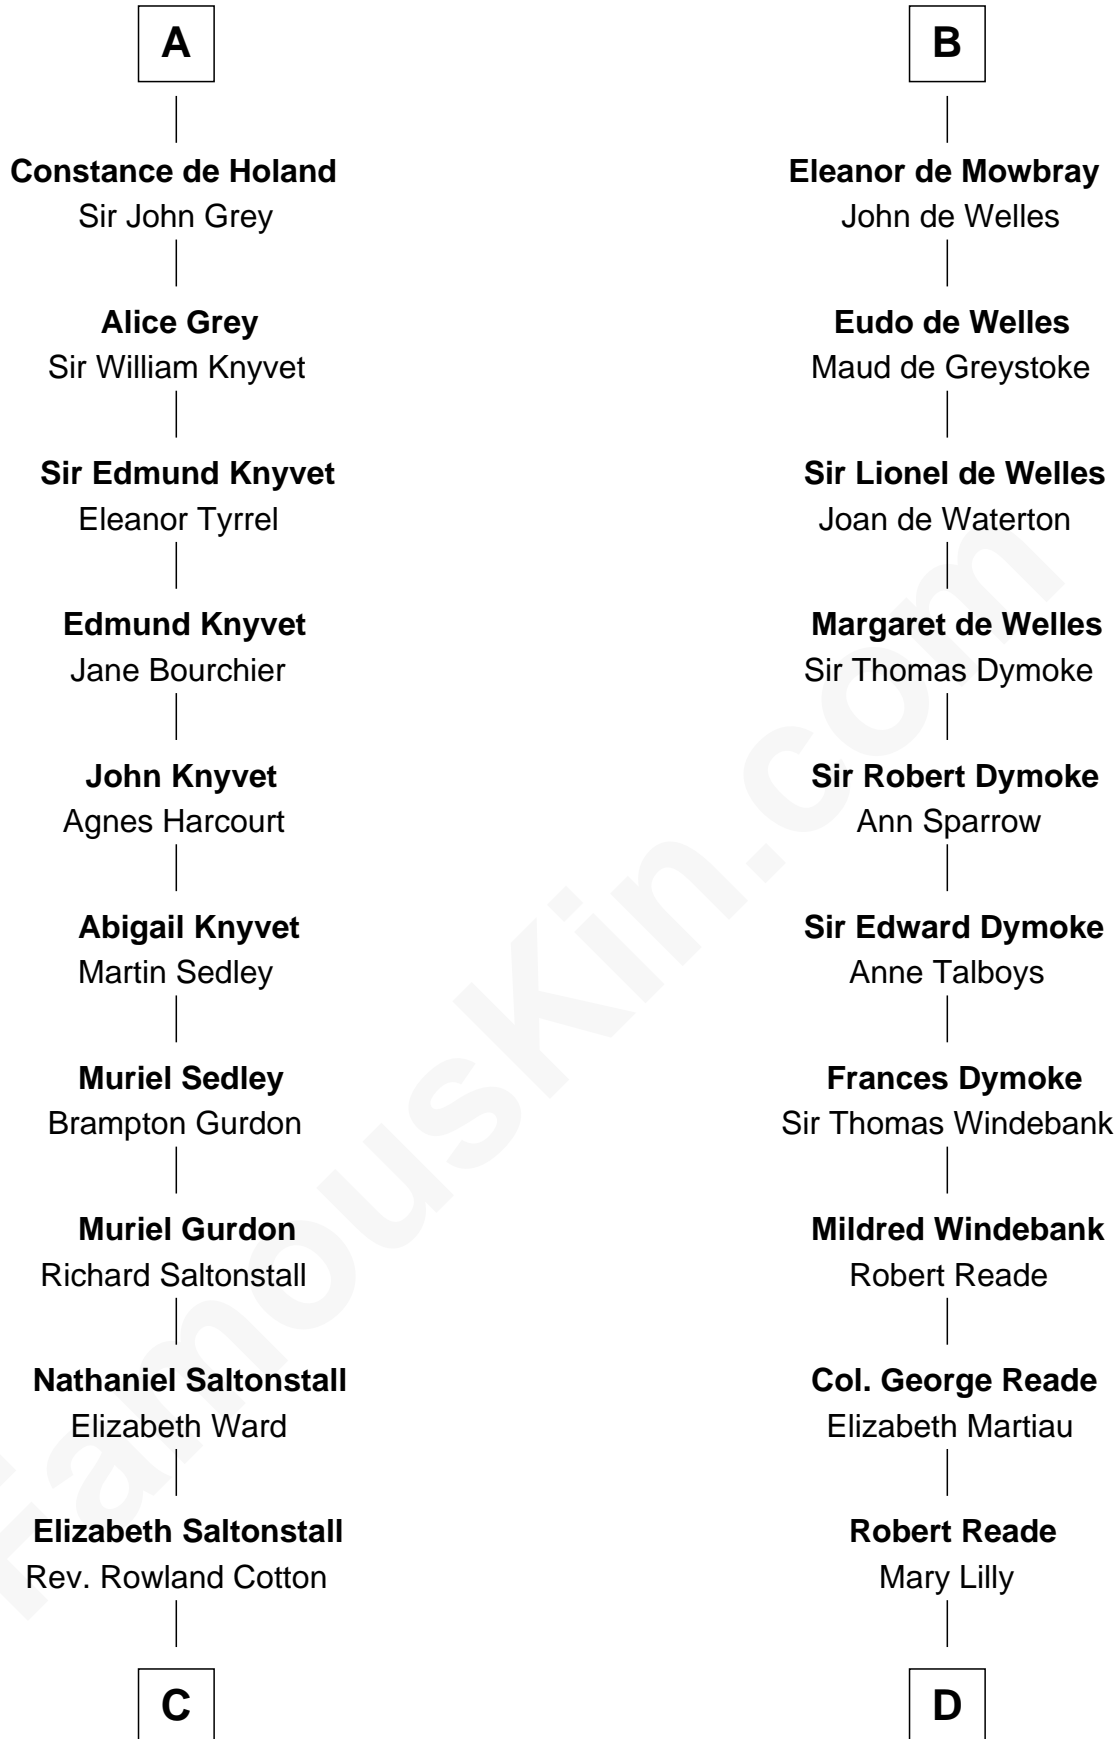 A
Constance de Holand
Sir John Grey
Alice Grey
Sir William Knyvet
Sir Edmund Knyvet
Eleanor Tyrrel
Edmund Knyvet
Jane Bourchier
John Knyvet
Agnes Harcourt
Abigail Knyvet
Martin Sedley
Muriel Sedley
Brampton Gurdon
Muriel Gurdon
Richard Saltonstall
Nathaniel Saltonstall
Elizabeth Ward
Elizabeth Saltonstall
Rev. Rowland Cotton
C
B
Eleanor de Mowbray
John de Welles
Eudo de Welles
Maud de Greystoke
Sir Lionel de Welles
Joan de Waterton
Margaret de Welles
Sir Thomas Dymoke
Sir Robert Dymoke
Ann Sparrow
Sir Edward Dymoke
Anne Talboys
Frances Dymoke
Sir Thomas Windebank
Mildred Windebank
Robert Reade
Col. George Reade
Elizabeth Martiau
Robert Reade
Mary Lilly
D
FamousKin.com